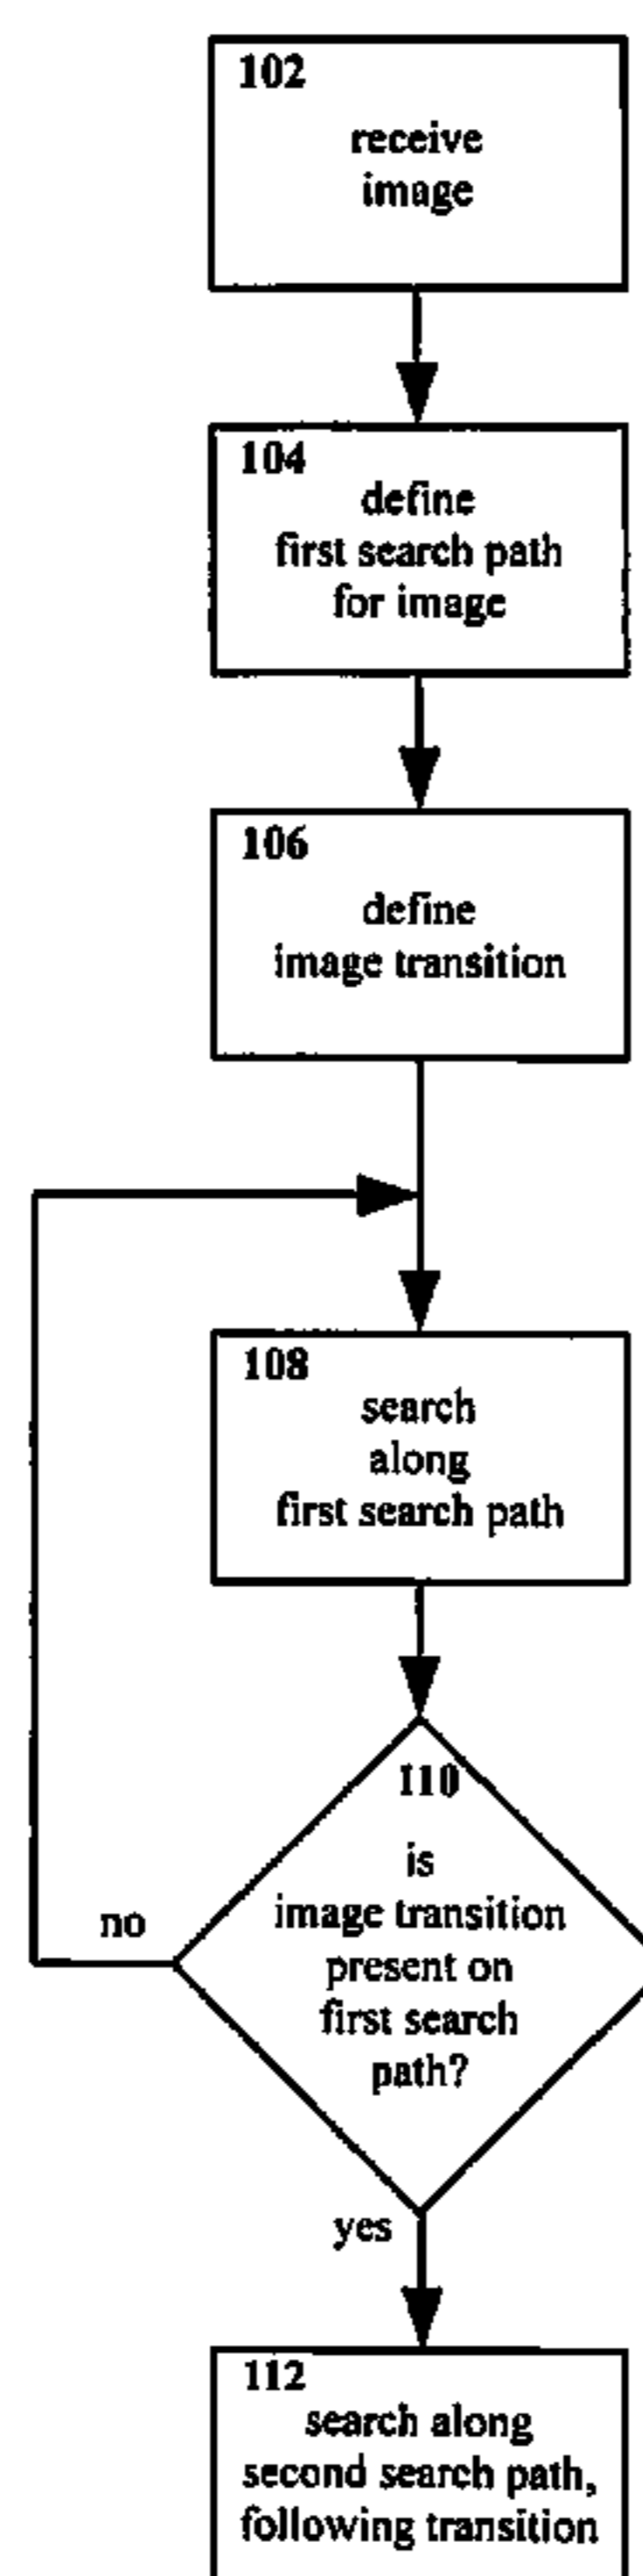 102
receive
image
104
define
first search path
for image
106
define
image transition
108
search
along
first search path
110
is
image transition
present on
first search
path?
no
yes
112
search along
second search path,
following transition